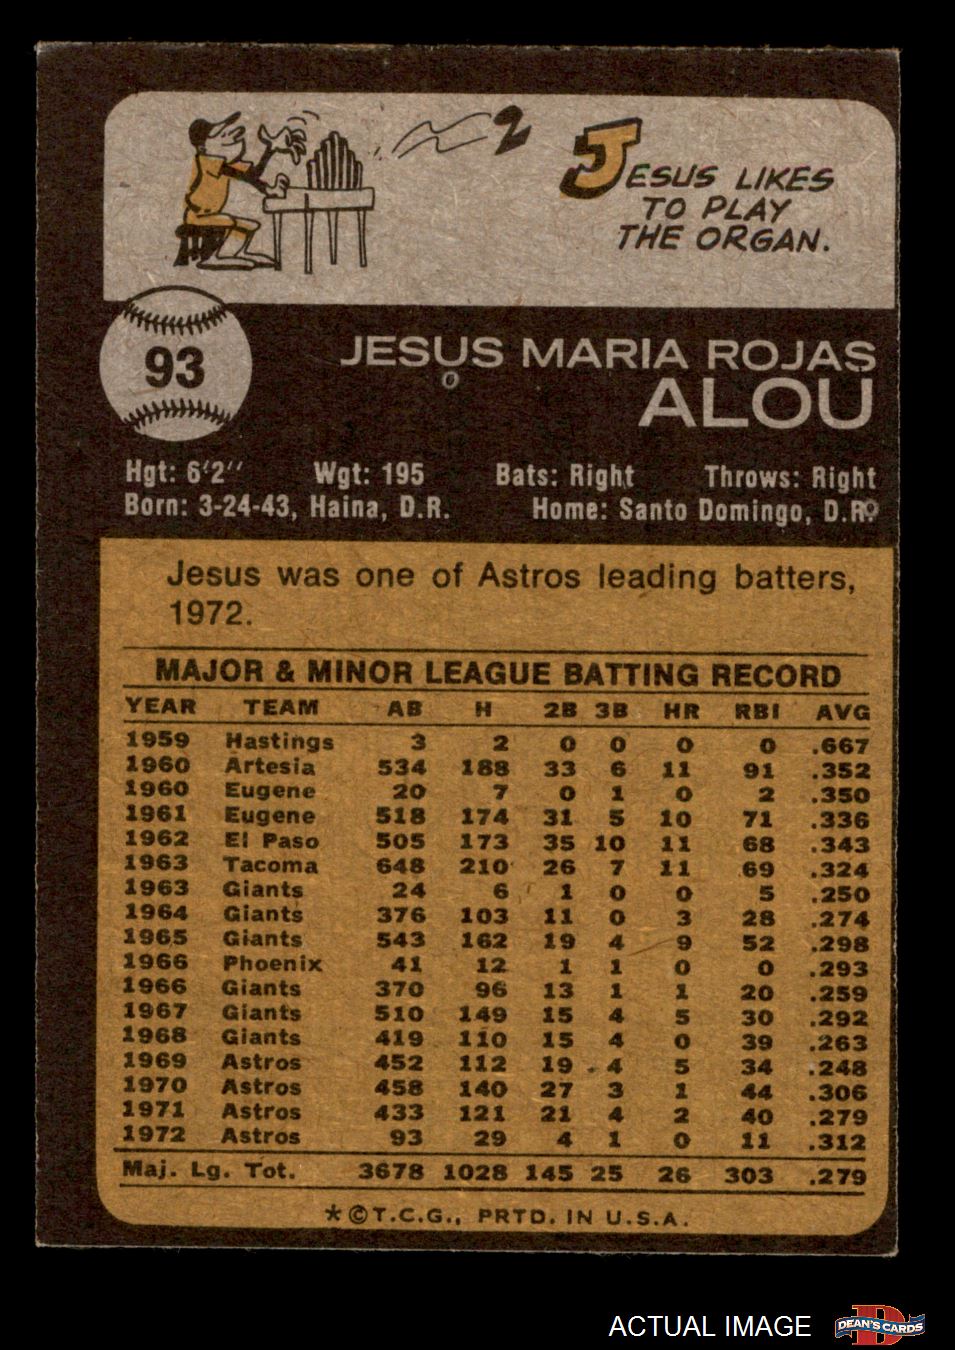 2
JESUS LIKES
TO PLAY
THE ORGAN.
93
JESUS MARIA ROJAS
ALOU
Hgt: 6'2" Wgt: 195 Bats: Right Throws: Right
Born: 3-24-43, Haina, D.R. Home: Santo Domingo, D.R.
Jesus was one of Astros leading batters,
1972.
MAJOR & MINOR LEAGUE BATTING RECORD
YEAR TEAM AB H 2B 3B HR RBI AVG
1959 Hastings 3 2 0 0 0 0 .667
1960 Artesia 534 188 33 6 11 91 .352
1960 Eugene 20 7 0 1 0 2 .350
1961 Eugene 518 174 31 5 10 71 .336
1962 El Paso 505 173 35 10 11 68 .343
1963 Tacoma 648 210 26 7 11 69 .324
1963 Giants 24 6 1 0 0 5 .250
1964 Giants 376 103 11 0 3 28 .274
1965 Giants 543 162 19 4 9 52 .298
1966 Phoenix 41 12 1 1 0 0 .293
1966 Giants 370 96 13 1 1 20 .259
1967 Giants 510 149 15 4 5 30 .292
1968 Giants 419 110 15 4 0 39 .263
1969 Astros 452 112 19 4 5 34 .248
1970 Astros 458 140 27 3 1 44 .306
1971 Astros 433 121 21 4 2 40 .279
1972 Astros 93 29 4 1 0 11 .312
Maj. Lg. Tot. 3678 1028 145 25 26 303 .279
*©T.C.G., PRTD. IN U.S.A.
ACTUAL IMAGE
D
DEAN'S CARDS